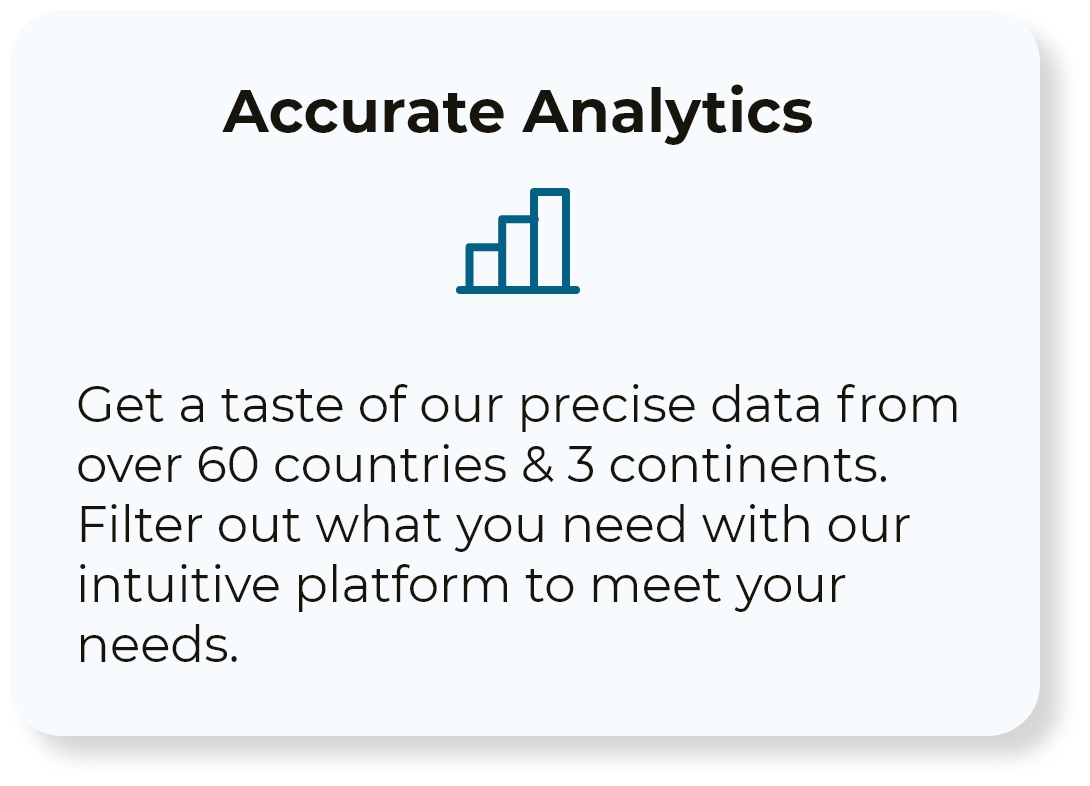 Accurate Analytics
Get a taste of our precise data from
over 60 countries & 3 continents.
Filter out what you need with our
intuitive platform to meet your
needs.